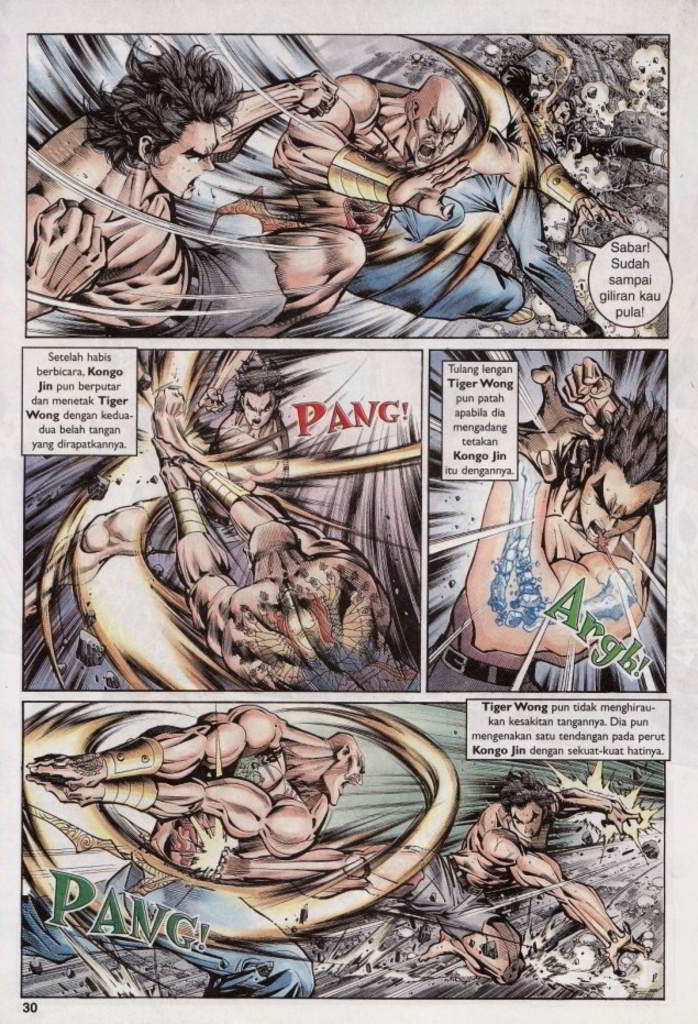 Sabar!
Sudah
sampai
giliran kau
pula!
Setelah habis
berbicara, Kongo
Jin pun berputar
dan menetak Tiger
Wong dengan kedua-
dua belah tangan
yang dirapatkannya.
PANG!
Tulang lengan
Tiger Wong
pun patah
apabila dia
mengadang
tetakan
Kongo Jin
itu dengannya.
Argh!
Tiger Wong pun tidak menghirau-
kan kesakitan tangannya. Dia pun
mengenakan satu tendangan pada perut
Kongo Jin dengan sekuat-kuat hatinya.
PANG!
30